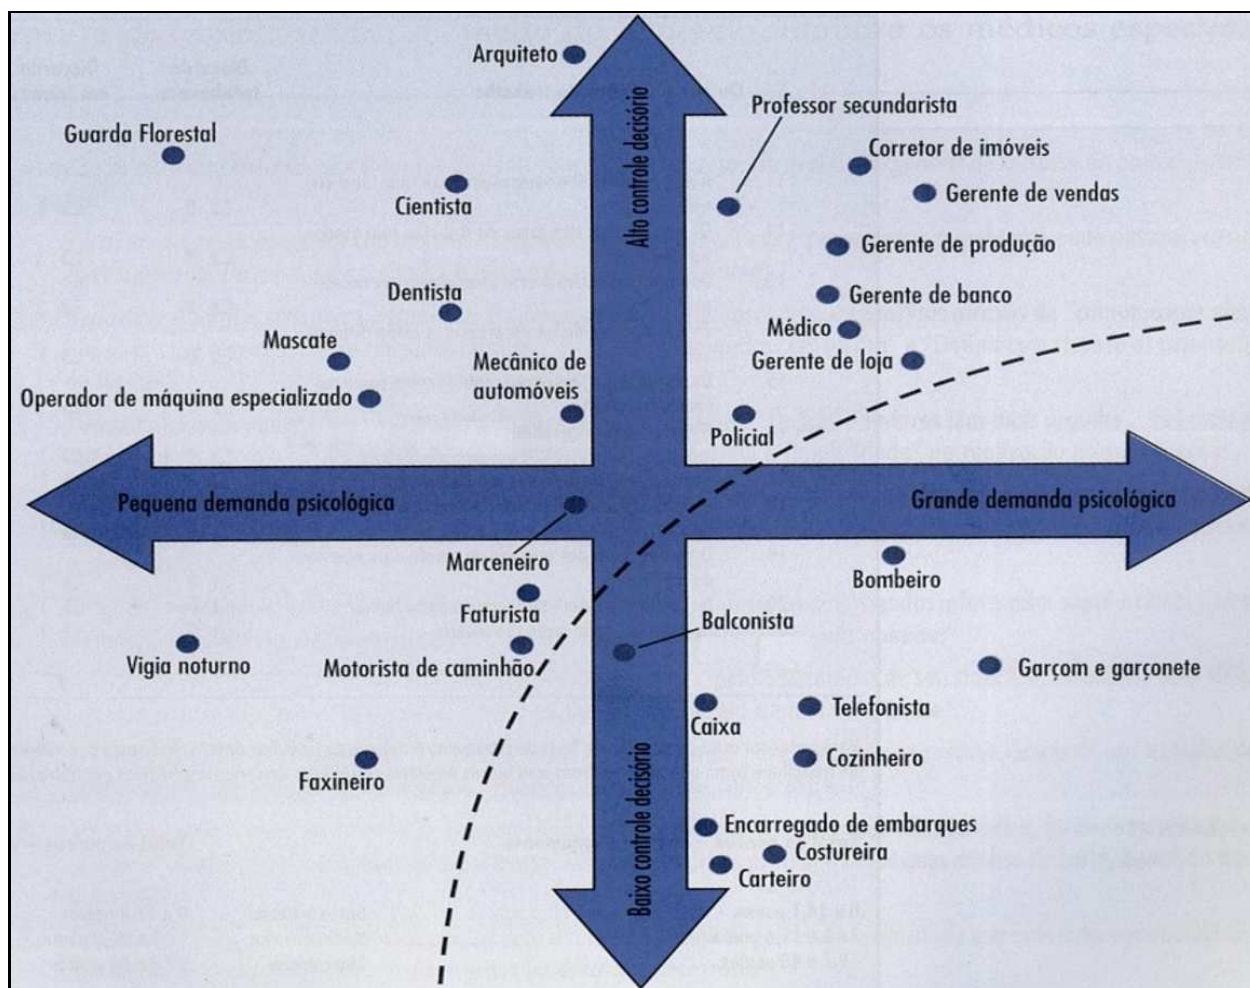 Arquiteto
Professor secundarista
Guarda Florestal
Corretor de imóveis
Cientista
Gerente de vendas
Alto controle decisório
Gerente de produção
Dentista
Gerente de banco
Mascate
Mecânico de
automóveis
Médico
Gerente de loja
Operador de máquina especializado
Policial
Pequena demanda psicológica
Grande demanda psicológica
Marceneiro
Bombeiro
Faturista
Balconista
Vigia noturno
Motorista de caminhão
Garçom e garçonete
Caixa
Telefonista
Faxineiro
Cozinheiro
Baixo controle decisório
Encarregado de embarques
Costureira
Carteiro